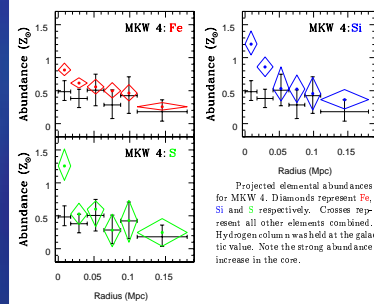 MKW 4: Fe
Abundance (Z⊙)
1.5
1
0.5
0
MKW 4: Si
Abundance (Z⊙)
1.5
1
0.5
0
0 0.05 0.1 0.15
Radius (Mpc)
MKW 4: S
Abundance (Z⊙)
1.5
1
0.5
0
0 0.05 0.1 0.15
Radius (Mpc)
Projected elemental abundances
for MKW 4. Diamonds represent Fe,
Si and S respectively. Crosses rep-
resent all other elements combined.
Hydrogen column was held at the galac
tic value. Note the strong abundance
increase in the core.